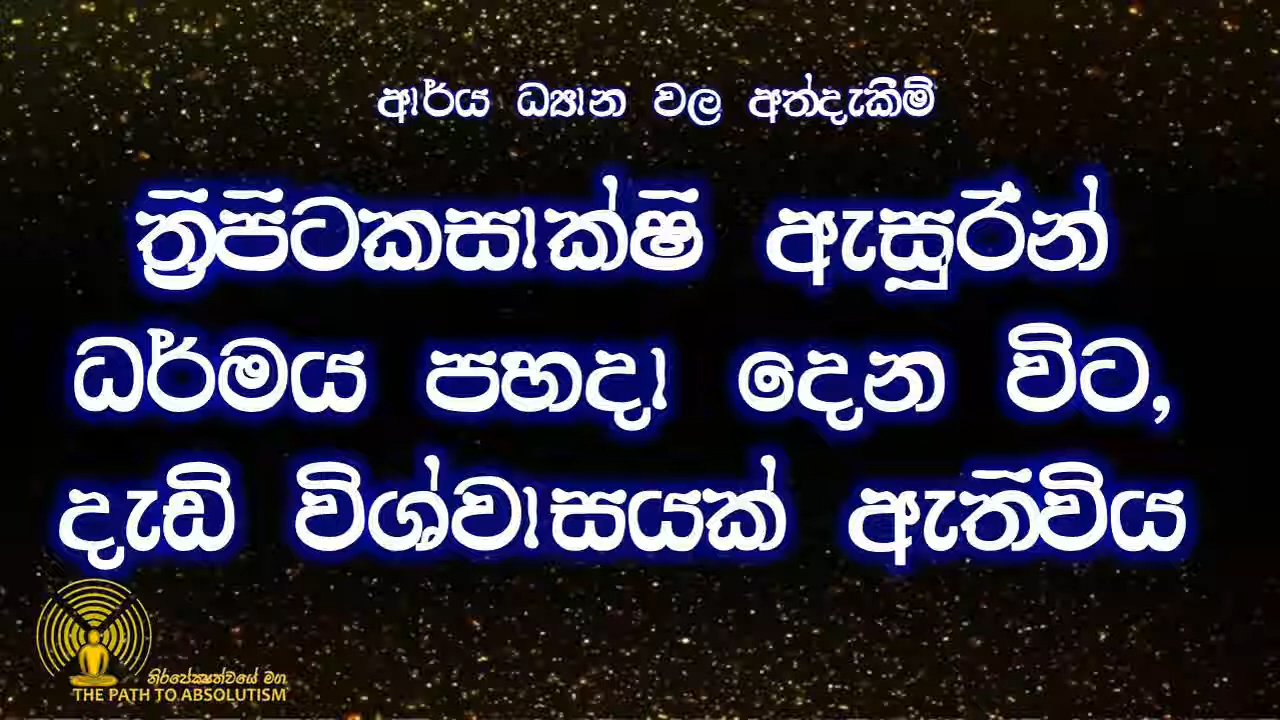 ආර්ය ධ්‍යාන වල අත්දැකීම්
ත්‍රිපිටකසාක්ෂි ඇසුරින්
ධර්මය පහදා දෙන විට,
දැඩි විශ්වාසයක් ඇතිවිය
නිරපේක්‍ෂත්වයේ මග
THE PATH TO ABSOLUTISM